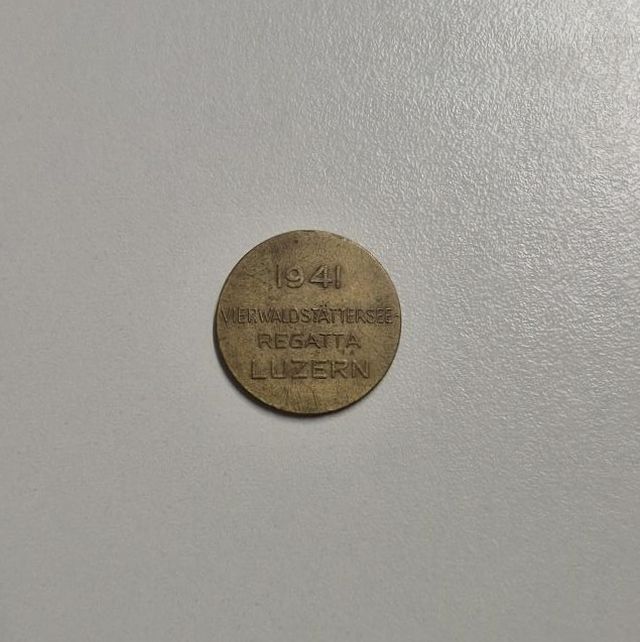 1941
VIERWALDSTÄTTERSEE-
REGATTA
LUZERN